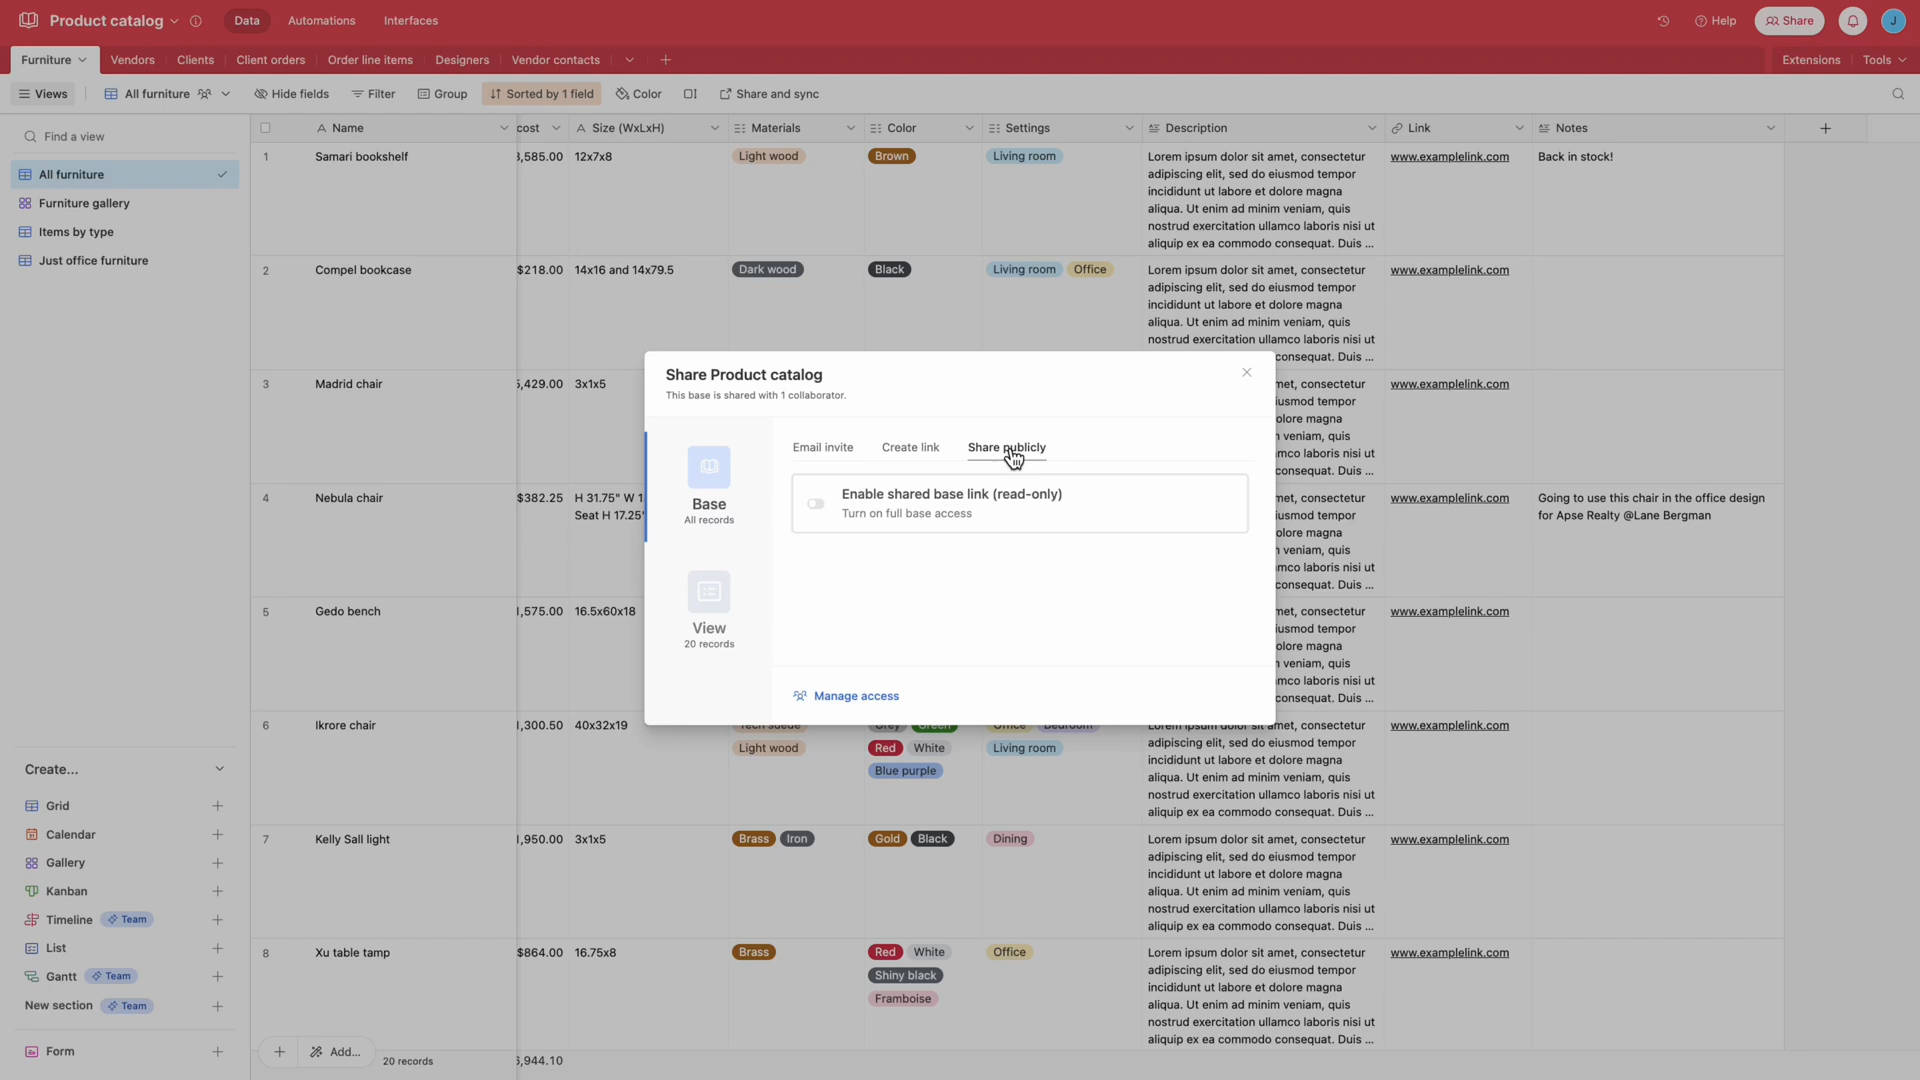 Product catalog
Data
Automations
Interfaces
Help
Share
J
Furniture
Vendors
Clients
Client orders
Order line items
Designers
Vendor contacts
Extensions
Tools
Views
All furniture
Hide fields
Filter
Group
Sorted by 1 field
Color
Share and sync
Find a view
All furniture
Furniture gallery
Items by type
Just office furniture
Create...
Grid
Calendar
Gallery
Kanban
Timeline Team
List
Gantt Team
New section Team
Form
Name
cost
Size (WxLxH)
Materials
Color
Settings
Description
Link
Notes
1 Samari bookshelf ,585.00 12x7x8 Light wood Brown Living room
Lorem ipsum dolor sit amet, consectetur
adipiscing elit, sed do eiusmod tempor
incididunt ut labore et dolore magna
aliqua. Ut enim ad minim veniam, quis
nostrud exercitation ullamco laboris nisi ut
aliquip ex ea commodo consequat. Duis ...
www.examplelink.com
Back in stock!
2 Compel bookcase $218.00 14x16 and 14x79.5 Dark wood Black Living room Office
Lorem ipsum dolor sit amet, consectetur
adipiscing elit, sed do eiusmod tempor
incididunt ut labore et dolore magna
aliqua. Ut enim ad minim veniam, quis
nostrud exercitation ullamco laboris nisi ut
consequat. Duis ...
www.examplelink.com
3 Madrid chair ,429.00 3x1x5
met, consectetur
iusmod tempor
olore magna
veniam, quis
mco laboris nisi ut
consequat. Duis ...
www.examplelink.com
4 Nebula chair $382.25 H 31.75" W 1
Seat H 17.25"
met, consectetur
iusmod tempor
olore magna
veniam, quis
mco laboris nisi ut
consequat. Duis ...
www.examplelink.com
Going to use this chair in the office design
for Apse Realty @Lane Bergman
5 Gedo bench ,575.00 16.5x60x18
met, consectetur
iusmod tempor
olore magna
veniam, quis
mco laboris nisi ut
consequat. Duis ...
www.examplelink.com
6 Ikrore chair ,300.50 40x32x19
Tech suede Grey Green Office Bedroom
Light wood Red White Living room
Blue purple
Lorem ipsum dolor sit amet, consectetur
adipiscing elit, sed do eiusmod tempor
incididunt ut labore et dolore magna
aliqua. Ut enim ad minim veniam, quis
nostrud exercitation ullamco laboris nisi ut
aliquip ex ea commodo consequat. Duis ...
www.examplelink.com
7 Kelly Sall light ,950.00 3x1x5 Brass Iron Gold Black Dining
Lorem ipsum dolor sit amet, consectetur
adipiscing elit, sed do eiusmod tempor
incididunt ut labore et dolore magna
aliqua. Ut enim ad minim veniam, quis
nostrud exercitation ullamco laboris nisi ut
aliquip ex ea commodo consequat. Duis ...
www.examplelink.com
8 Xu table tamp $864.00 16.75x8 Brass Red White Office
Shiny black
Framboise
Lorem ipsum dolor sit amet, consectetur
adipiscing elit, sed do eiusmod tempor
incididunt ut labore et dolore magna
aliqua. Ut enim ad minim veniam, quis
nostrud exercitation ullamco laboris nisi ut
aliquip ex ea commodo consequat. Duis ...
www.examplelink.com
Add...
20 records
,944.10
Share Product catalog
This base is shared with 1 collaborator.
Base
All records
View
20 records
Email invite
Create link
Share publicly
Enable shared base link (read-only)
Turn on full base access
Manage access